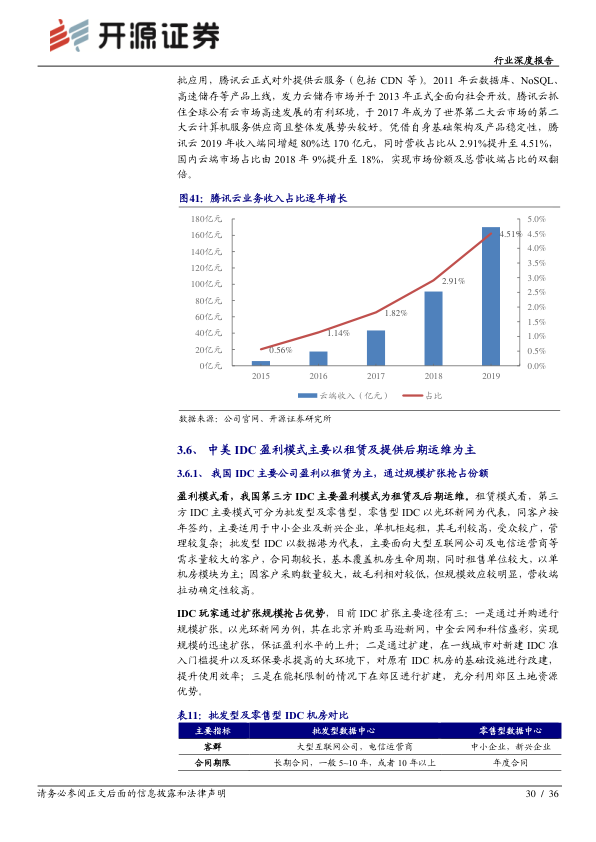 开源证券
行业深度报告
批应用，腾讯云正式对外提供云服务（包括 CDN 等）。2011 年云数据库、NoSQL、
高速储存等产品上线，发力云储存市场并于 2013 年正式全面向社会开放。腾讯云抓
住全球公有云市场高速发展的有利环境，于 2017 年成为了世界第二大云市场的第二
大云计算机服务供应商且整体发展势头较好。凭借自身基础架构及产品稳定性，腾
讯云 2019 年收入端同增超 80%达 170 亿元，同时营收占比从 2.91%提升至 4.51%，
国内云端市场占比由 2018 年 9%提升至 18%，实现市场份额及总营收端占比的双翻
倍。
图41：腾讯云业务收入占比逐年增长
180亿元
160亿元
140亿元
120亿元
100亿元
80亿元
60亿元
40亿元
20亿元
0亿元
5.0%
4.5%
4.0%
3.5%
3.0%
2.5%
2.0%
1.5%
1.0%
0.5%
0.0%
0.56%
1.14%
1.82%
2.91%
4.51%
2015 2016 2017 2018 2019
云端收入（亿元） 占比
数据来源：公司官网、开源证券研究所
3.6、 中美 IDC 盈利模式主要以租赁及提供后期运维为主
3.6.1、 我国 IDC 主要公司盈利以租赁为主，通过规模扩张抢占份额
盈利模式看，我国第三方 IDC 主要盈利模式为租赁及后期运维。租赁模式看，第三
方 IDC 主要模式可分为批发型及零售型，零售型 IDC 以光环新网为代表，同客户按
年签约，主要适用于中小企业及新兴企业，单机柜起租，其毛利较高，受众较广，管
理较复杂；批发型 IDC 以数据港为代表，主要面向大型互联网公司及电信运营商等
需求量较大的客户，合同期较长，基本覆盖机房生命周期，同时租售单位较大，以单
机房模块为主；因客户采购数量较大，故毛利相对较低，但规模效应较明显，营收端
拉动确定性较高。
IDC 玩家通过扩张规模抢占优势，目前 IDC 扩张主要途径有三：一是通过并购进行
规模扩张。以光环新网为例，其在北京并购亚马逊新网，中金云网和科信盛彩，实现
规模的迅速扩张，保证盈利水平的上升；二是通过扩建，在一线城市对新建 IDC 准
入门槛提升以及环保要求提高的大环境下，对原有 IDC 机房的基础设施进行改建，
提升使用效率；三是在能耗限制的情况下在郊区进行扩建，充分利用郊区土地资源
优势。
表11：批发型及零售型 IDC 机房对比
主要指标 批发型数据中心 零售型数据中心
客群 大型互联网公司，电信运营商 中小企业，新兴企业
合同期限 长期合同，一般 5~10 年，或者 10 年以上 年度合同
请务必参阅正文后面的信息披露和法律声明 30 / 36